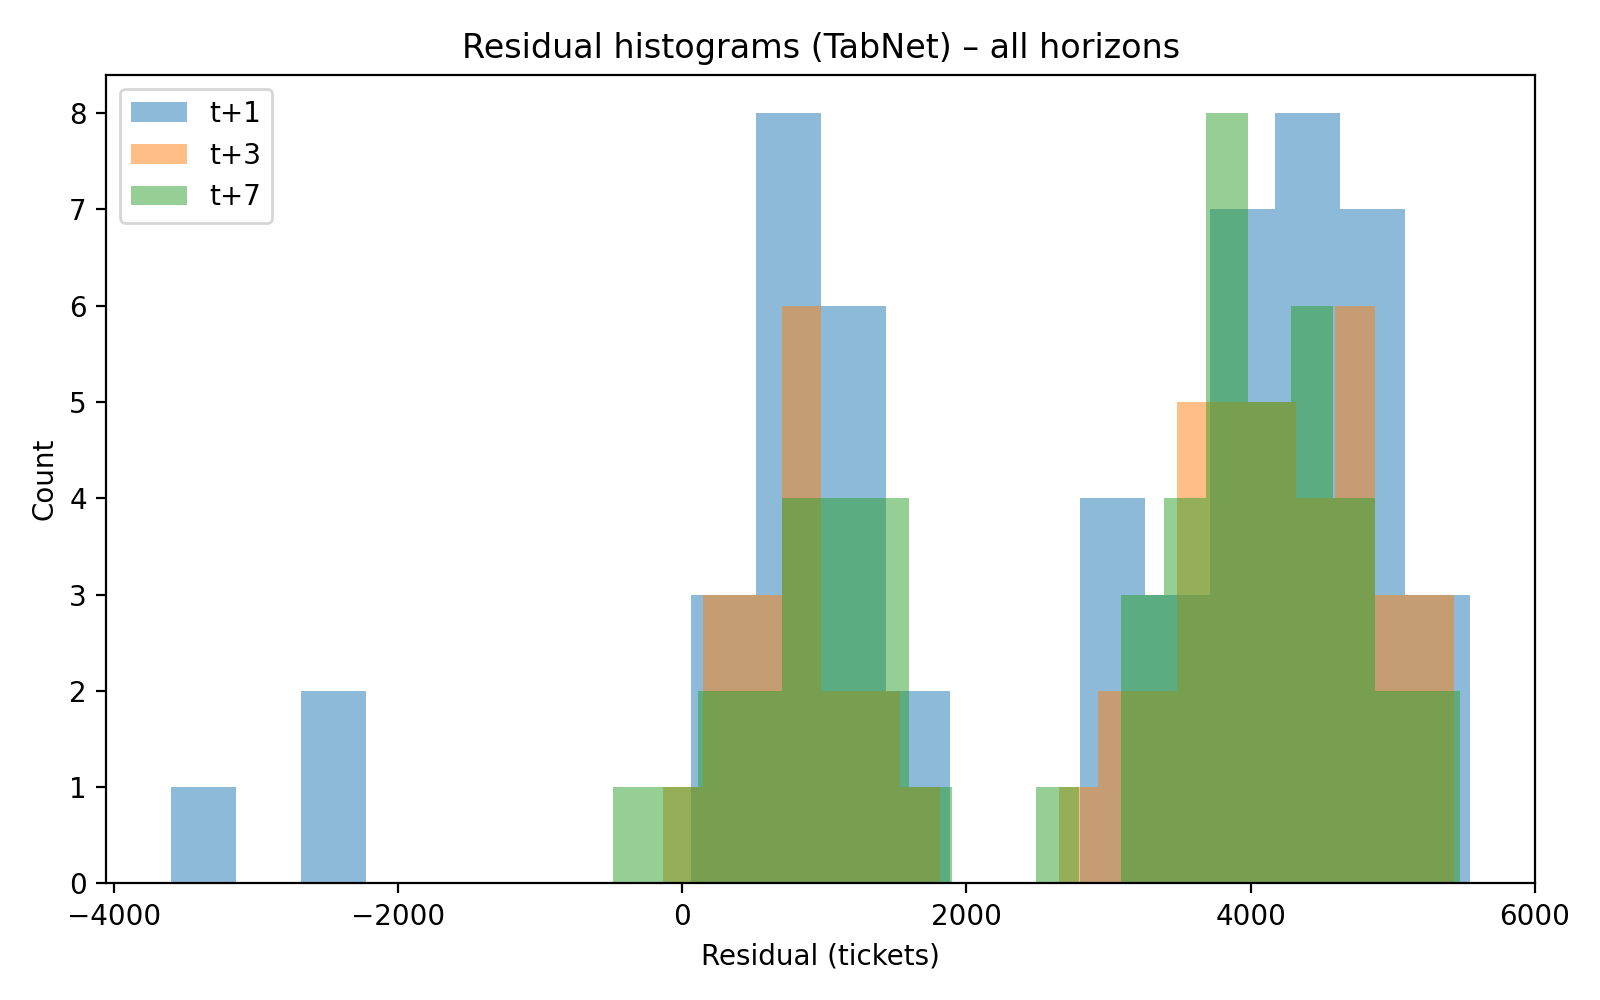 Residual histograms (TabNet) – all horizons
t+1
t+3
t+7
8
7
6
5
4
3
2
1
0
Count
−4000
−2000
0
2000
4000
6000
Residual (tickets)